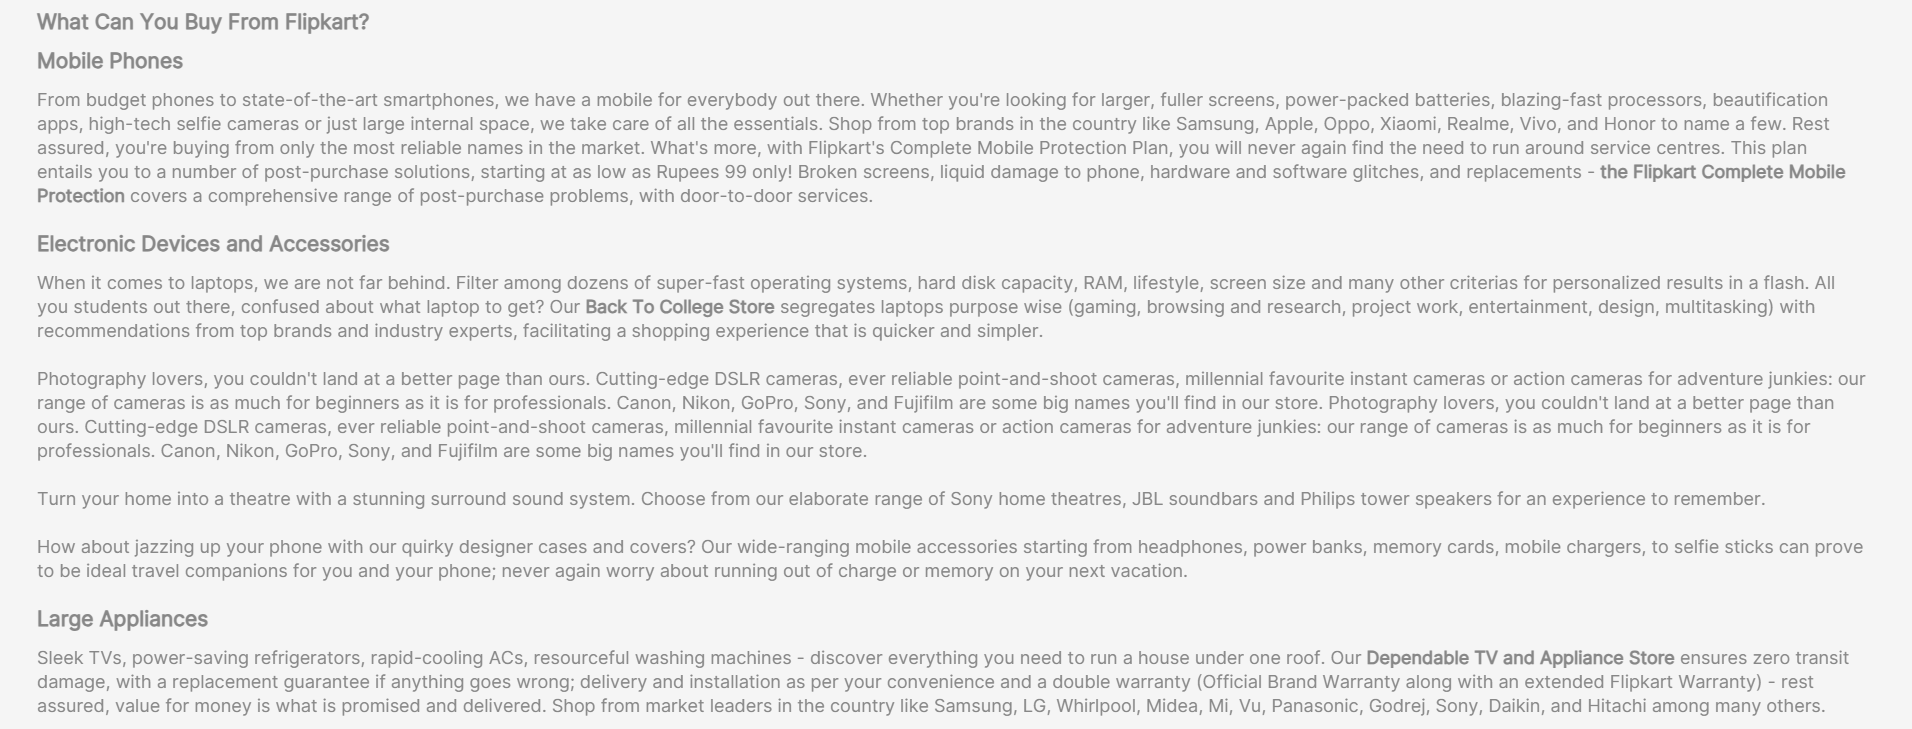 What Can You Buy From Flipkart?
Mobile Phones
From budget phones to state-of-the-art smartphones, we have a mobile for everybody out there. Whether you're looking for larger, fuller screens, power-packed batteries, blazing-fast processors, beautification
apps, high-tech selfie cameras or just large internal space, we take care of all the essentials. Shop from top brands in the country like Samsung, Apple, Oppo, Xiaomi, Realme, Vivo, and Honor to name a few. Rest
assured, you're buying from only the most reliable names in the market. What's more, with Flipkart's Complete Mobile Protection Plan, you will never again find the need to run around service centres. This plan
entails you to a number of post-purchase solutions, starting at as low as Rupees 99 only! Broken screens, liquid damage to phone, hardware and software glitches, and replacements - the Flipkart Complete Mobile
Protection covers a comprehensive range of post-purchase problems, with door-to-door services.
Electronic Devices and Accessories
When it comes to laptops, we are not far behind. Filter among dozens of super-fast operating systems, hard disk capacity, RAM, lifestyle, screen size and many other criterias for personalized results in a flash. All
you students out there, confused about what laptop to get? Our Back To College Store segregates laptops purpose wise (gaming, browsing and research, project work, entertainment, design, multitasking) with
recommendations from top brands and industry experts, facilitating a shopping experience that is quicker and simpler.
Photography lovers, you couldn't land at a better page than ours. Cutting-edge DSLR cameras, ever reliable point-and-shoot cameras, millennial favourite instant cameras or action cameras for adventure junkies: our
range of cameras is as much for beginners as it is for professionals. Canon, Nikon, GoPro, Sony, and Fujifilm are some big names you'll find in our store. Photography lovers, you couldn't land at a better page than
ours. Cutting-edge DSLR cameras, ever reliable point-and-shoot cameras, millennial favourite instant cameras or action cameras for adventure junkies: our range of cameras is as much for beginners as it is for
professionals. Canon, Nikon, GoPro, Sony, and Fujifilm are some big names you'll find in our store.
Turn your home into a theatre with a stunning surround sound system. Choose from our elaborate range of Sony home theatres, JBL soundbars and Philips tower speakers for an experience to remember.
How about jazzing up your phone with our quirky designer cases and covers? Our wide-ranging mobile accessories starting from headphones, power banks, memory cards, mobile chargers, to selfie sticks can prove
to be ideal travel companions for you and your phone; never again worry about running out of charge or memory on your next vacation.
Large Appliances
Sleek TVs, power-saving refrigerators, rapid-cooling ACs, resourceful washing machines - discover everything you need to run a house under one roof. Our Dependable TV and Appliance Store ensures zero transit
damage, with a replacement guarantee if anything goes wrong; delivery and installation as per your convenience and a double warranty (Official Brand Warranty along with an extended Flipkart Warranty) - rest
assured, value for money is what is promised and delivered. Shop from market leaders in the country like Samsung, LG, Whirlpool, Midea, Mi, Vu, Panasonic, Godrej, Sony, Daikin, and Hitachi among many others.